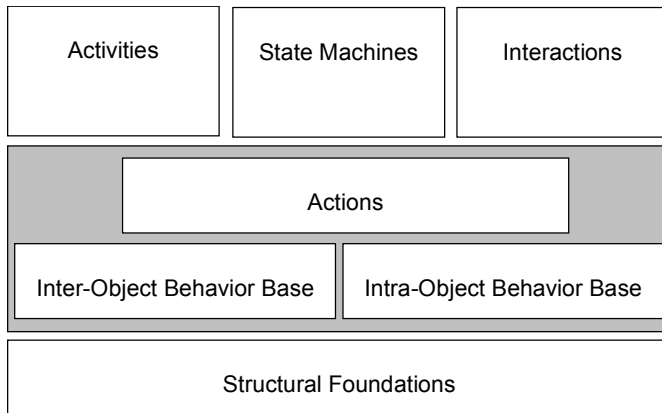 Activities
State Machines
Interactions
Actions
Inter-Object Behavior Base
Intra-Object Behavior Base
Structural Foundations